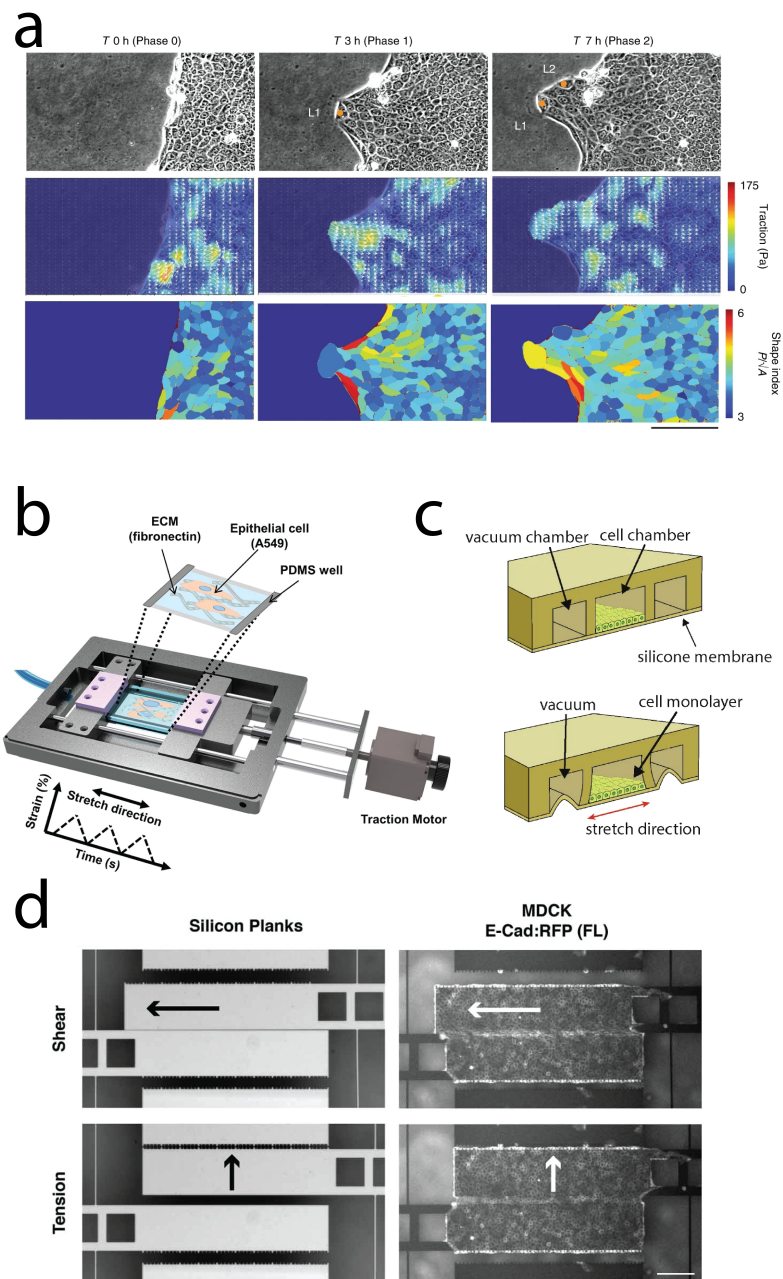 a
T 0 h (Phase 0)
T 3 h (Phase 1)
T 7 h (Phase 2)
L1
L2
L1
175
Traction (Pa)
0
6
Shape index
P/√A
3
b
ECM
(fibronectin)
Epithelial cell
(A549)
PDMS well
Strain (%)
Stretch direction
Time (s)
Traction Motor
c
vacuum chamber
cell chamber
silicone membrane
vacuum
cell monolayer
stretch direction
d
Silicon Planks
MDCK
E-Cad:RFP (FL)
Shear
Tension